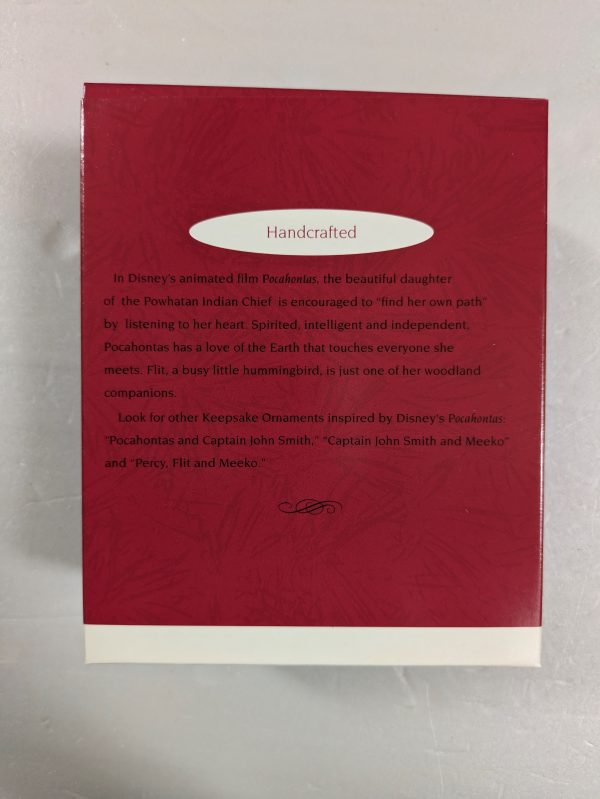 Handcrafted
In Disney's animated film Pocahontas, the beautiful daughter
of the Powhatan Indian Chief is encouraged to "find her own path"
by listening to her heart. Spirited, intelligent and independent,
Pocahontas has a love of the Earth that touches everyone she
meets. Flit, a busy little hummingbird, is just one of her woodland
companions.
Look for other Keepsake Ornaments inspired by Disney's Pocahontas:
"Pocahontas and Captain John Smith," "Captain John Smith and Meeko"
and "Percy, Flit and Meeko."